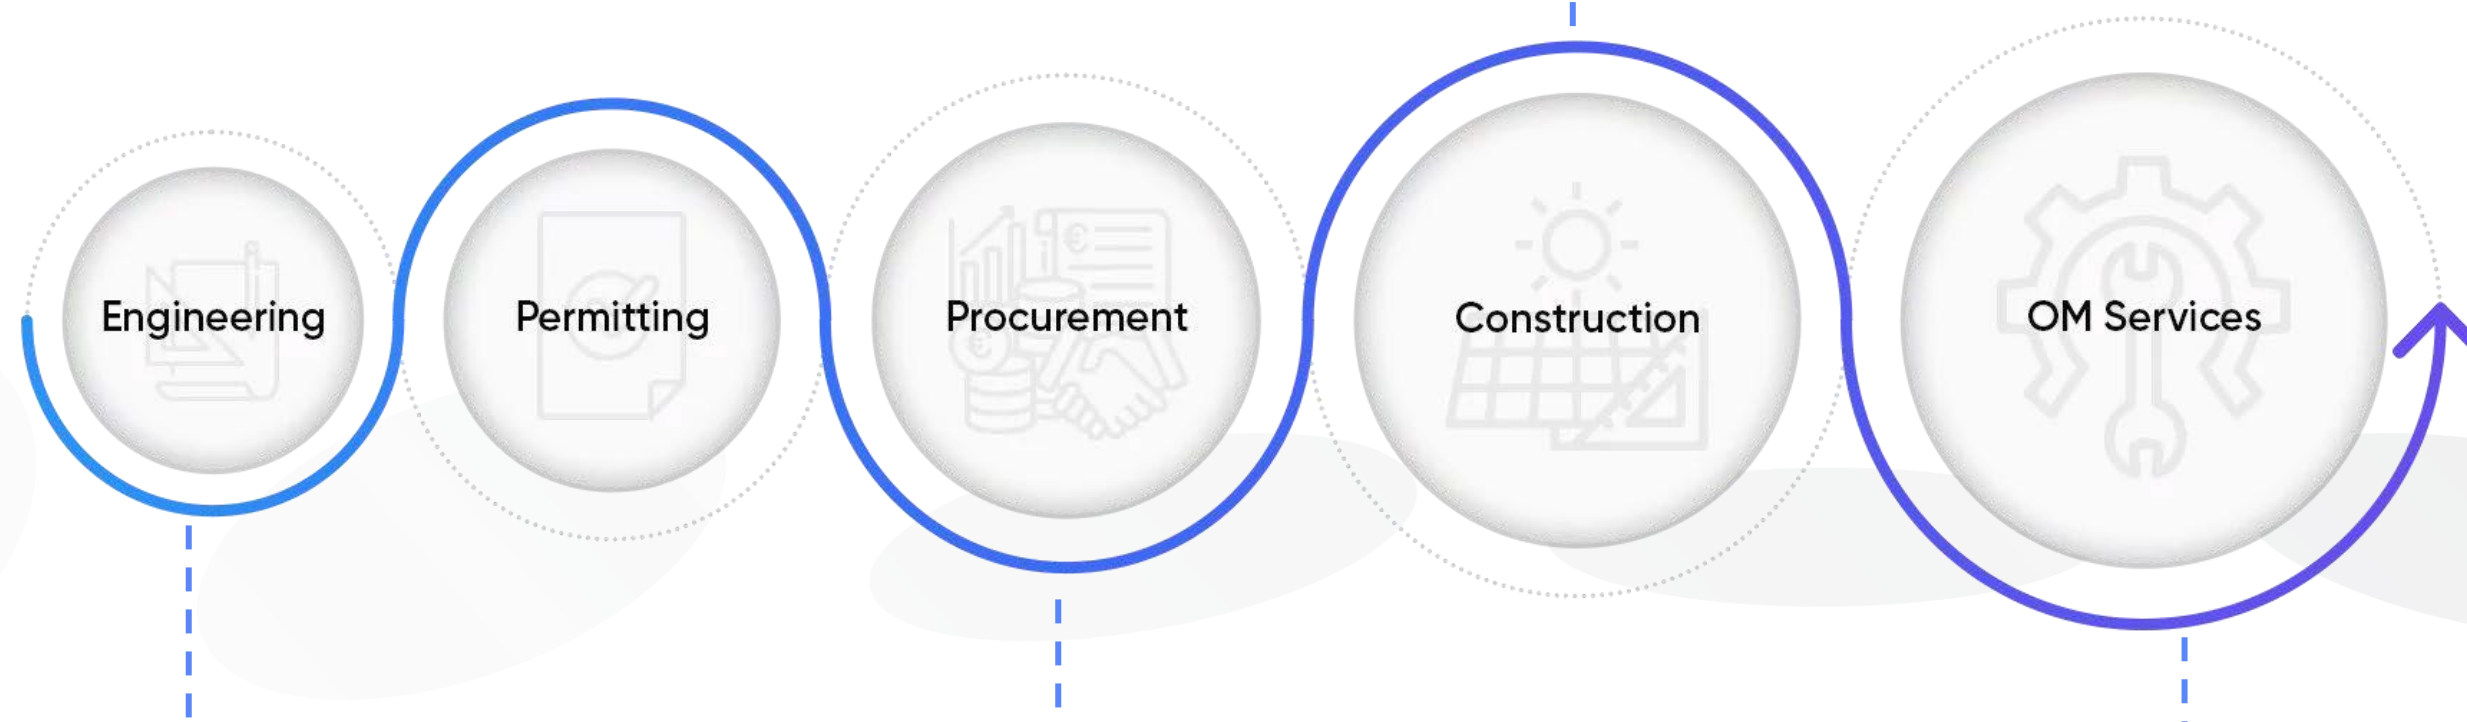 Engineering
Permitting
Procurement
Construction
OM Services